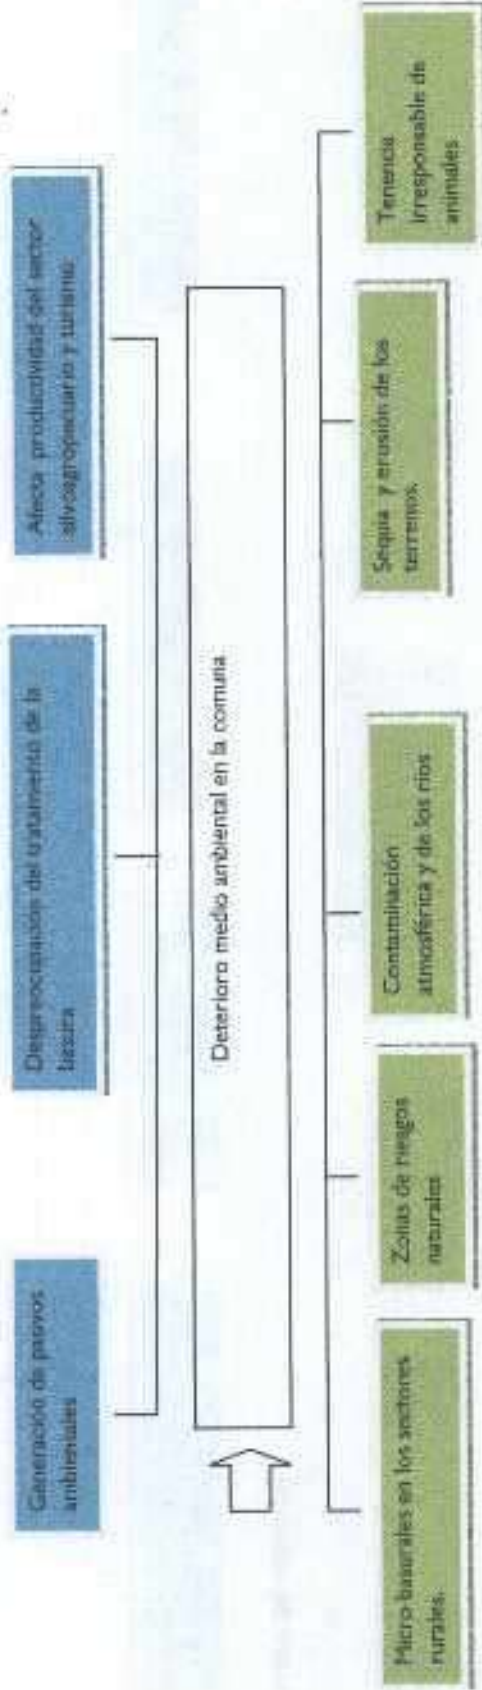 Generación de pasivos
ambientales
Despreocupación del tratamiento de la
basura
Afecta productividad del sector
silvoagropecuario y turismo.
Deterioro medio ambiental en la comuna
Micro-basurales en los sectores
rurales.
Zonas de riesgos
naturales
Contaminación
atmosférica y de los ríos
Sequia y erosión de los
terrenos.
Tenencia
irresponsable de
animales